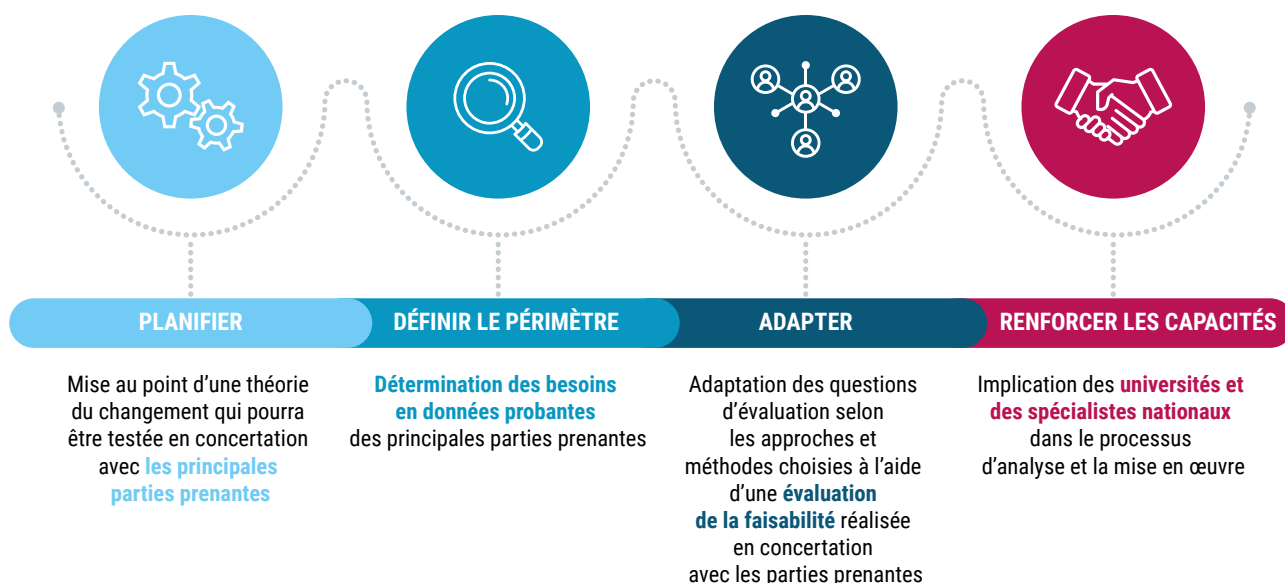 PLANIFIER
Mise au point d’une théorie
du changement qui pourra
être testée en concertation
avec les principales
parties prenantes
DÉFINIR LE PÉRIMÈTRE
Détermination des besoins
en données probantes
des principales parties prenantes
ADAPTER
Adaptation des questions
d’évaluation selon
les approches et
méthodes choisies à l’aide
d’une évaluation
de la faisabilité réalisée
en concertation
avec les parties prenantes
RENFORCER LES CAPACITÉS
Implication des universités et
des spécialistes nationaux
dans le processus
d’analyse et la mise en œuvre